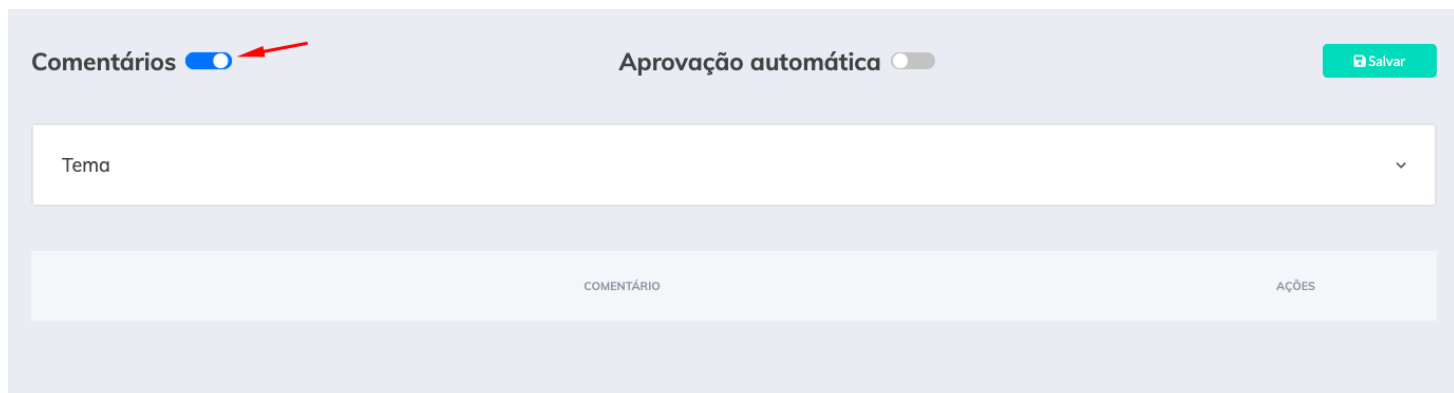 Comentários
Aprovação automática
Salvar
Tema
COMENTÁRIO
AÇÕES